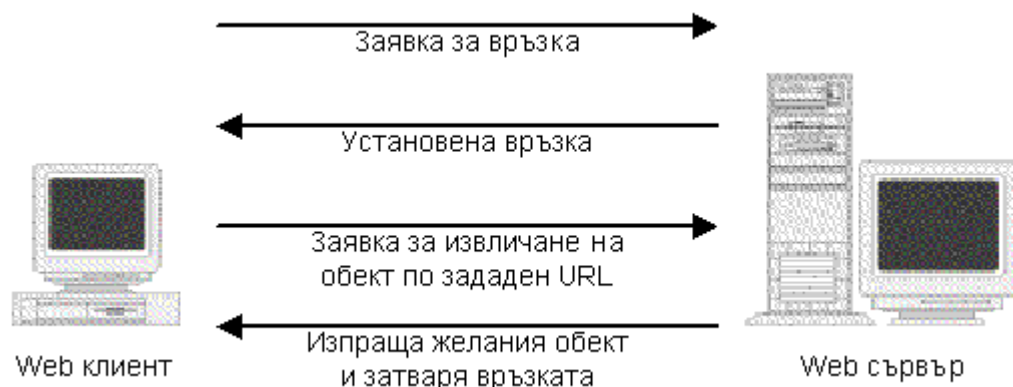 Заявка за връзка
Установена връзка
Заявка за извличане на
обект по зададен URL
Изпраща желания обект
и затваря връзката
Web клиент
Web сървър